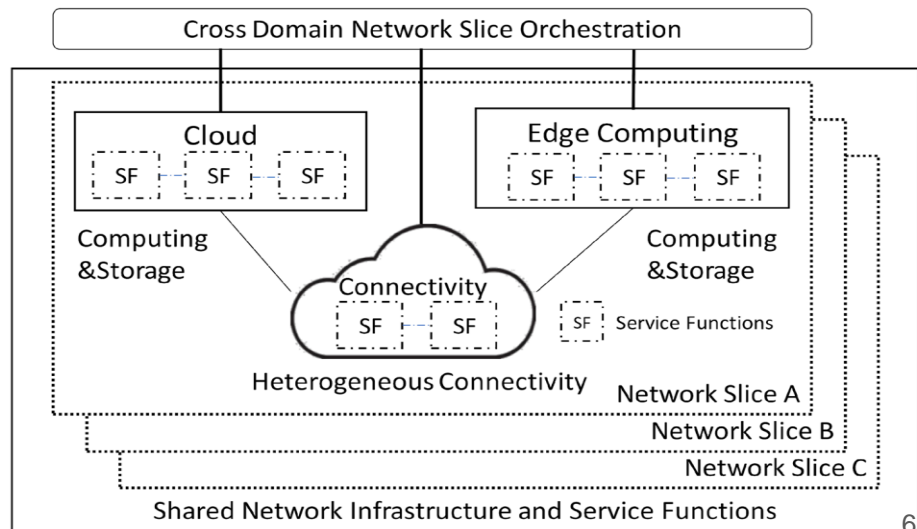 Cross Domain Network Slice Orchestration
Cloud
SF SF SF
Edge Computing
SF SF SF
Computing
&Storage
Computing
&Storage
Connectivity
SF SF
SF Service Functions
Heterogeneous Connectivity
Network Slice A
Network Slice B
Network Slice C
Shared Network Infrastructure and Service Functions
6